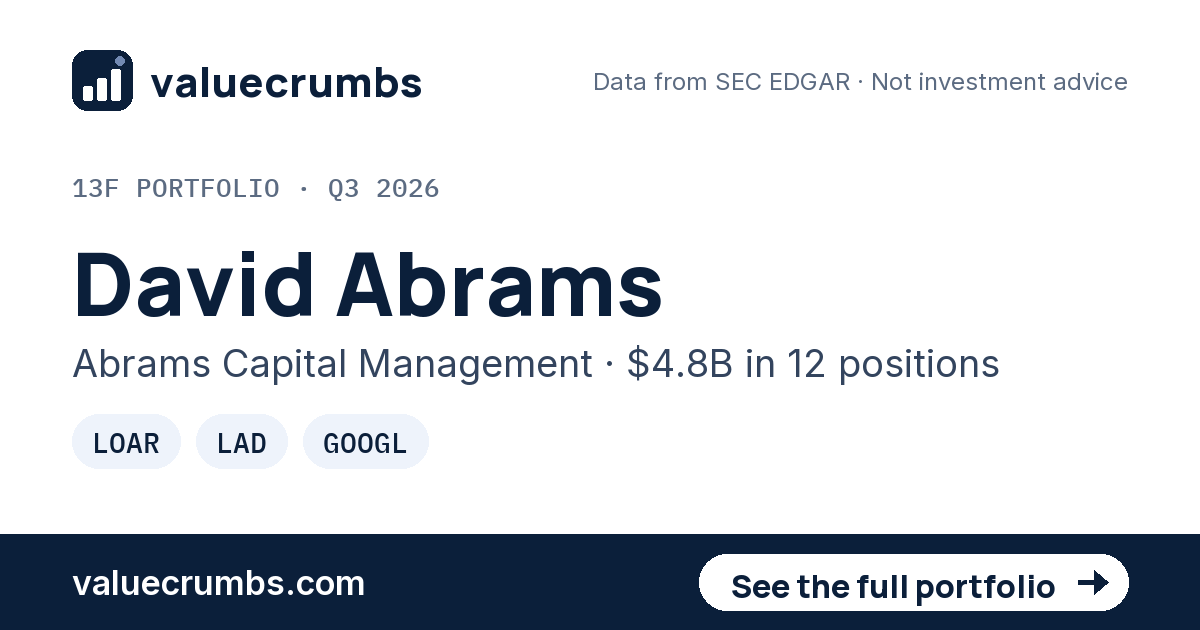 valuecrumbs
Data from SEC EDGAR · Not investment advice
13F PORTFOLIO · Q3 2026
David Abrams
Abrams Capital Management · $4.8B in 12 positions
LOAR LAD GOOGL
valuecrumbs.com
See the full portfolio →